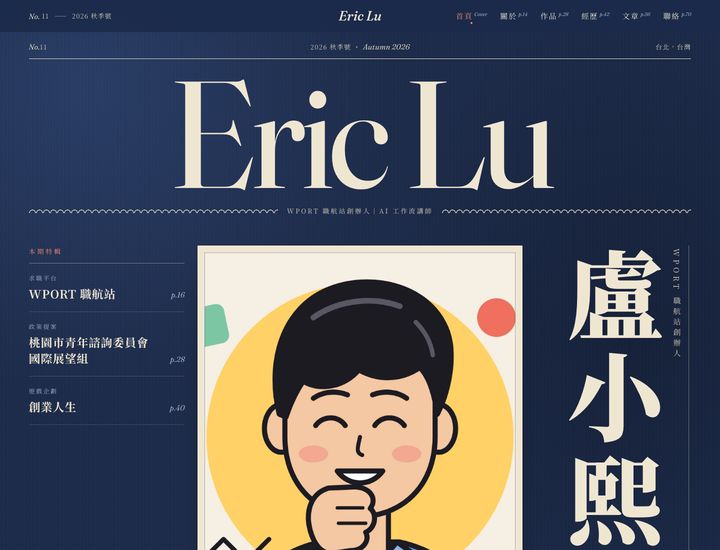 No. 11 — 2026 秋季號
Eric Lu
首頁 Cover 關於 p.14 作品 p.28 經歷 p.42 文章 p.56 聯絡 p.70
No.11
2026 秋季號 · Autumn 2026
台北，台灣
Eric Lu
WPORT 職航站創辦人 | AI 工作流講師
本期特輯
求職平台
WPORT 職航站 p.16
政策提案
桃園市青年諮詢委員會
國際展望組 p.28
遊戲企劃
創業人生 p.40
盧小熙
WPORT 職航站創辦人